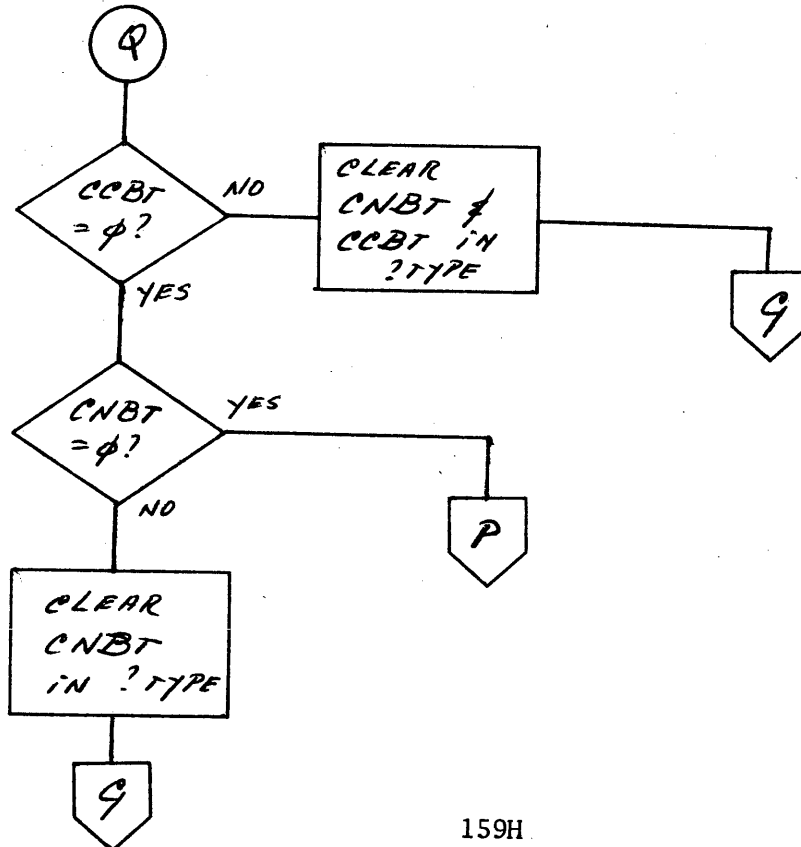 Q
CCBT
= φ?
NO
CLEAR
CNBT &
CCBT iN
?TYPE
G
YES
CNBT
= φ?
YES
P
NO
CLEAR
CNBT
iN ?TYPE
G
159H